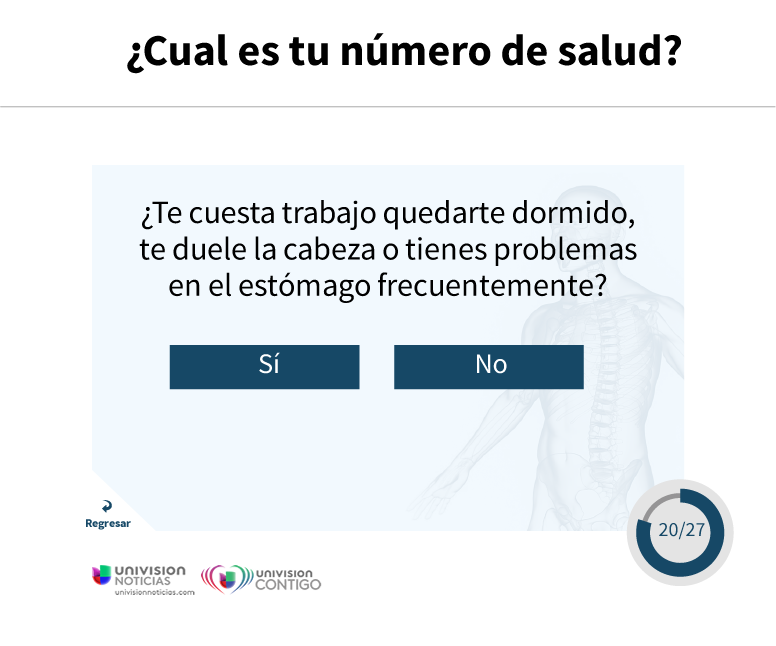 ¿Cual es tu número de salud?
¿Te cuesta trabajo quedarte dormido,
te duele la cabeza o tienes problemas
en el estómago frecuentemente?
Sí
No
Regresar
20/27
UNIVISION
NOTICIAS
univisionnoticias.com
UNIVISION
CONTIGO